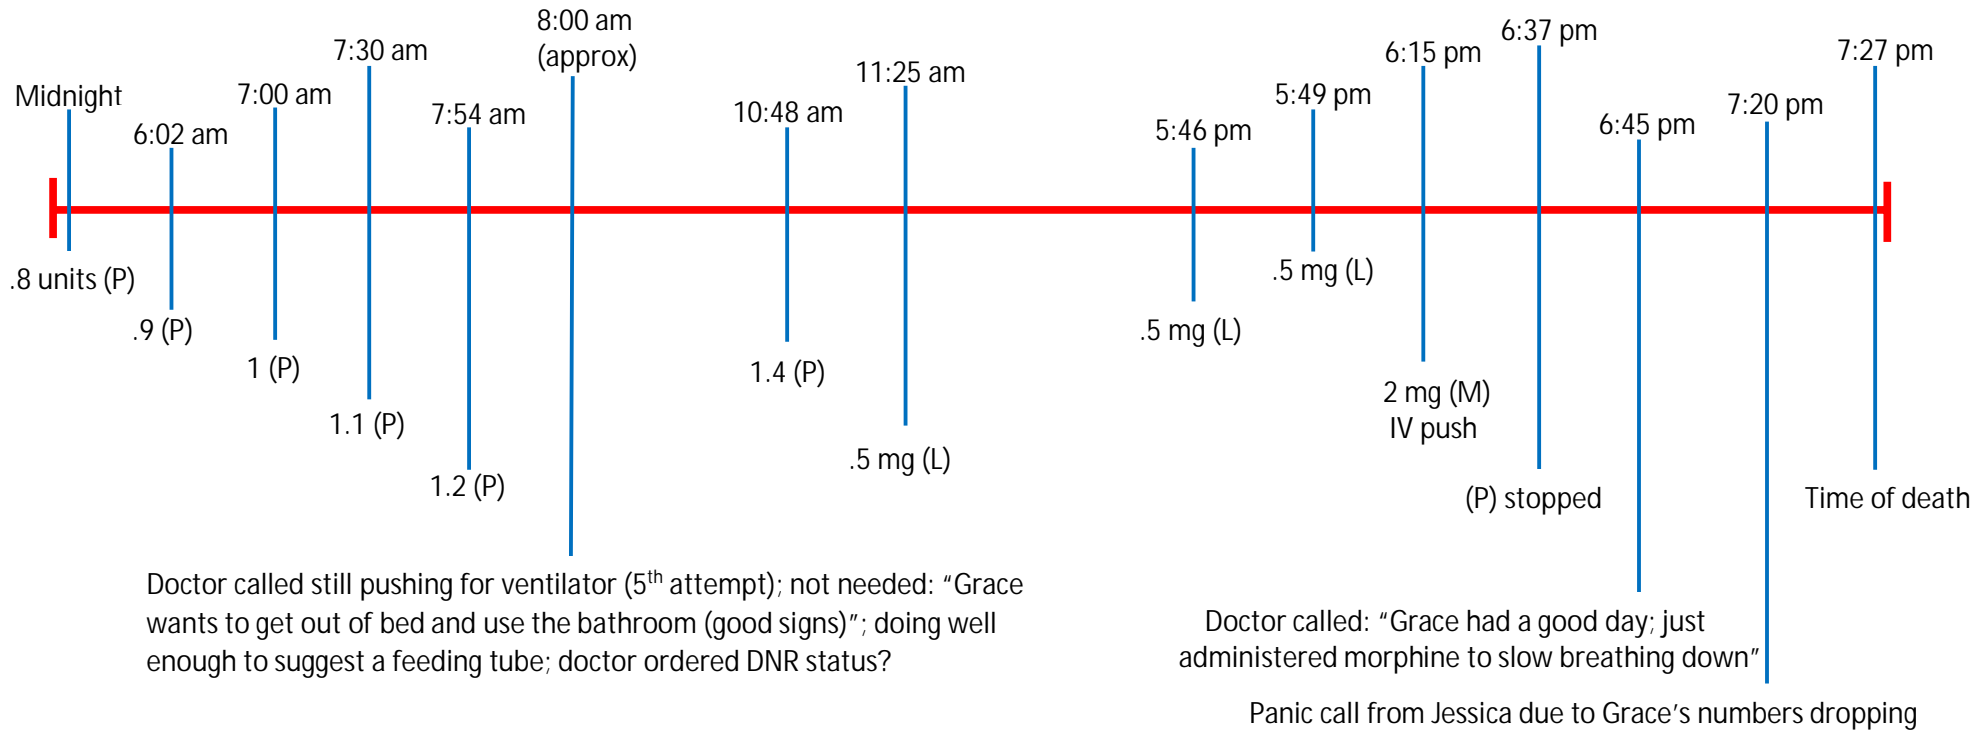 Midnight
.8 units (P)
6:02 am
.9 (P)
7:00 am
1 (P)
7:30 am
1.1 (P)
7:54 am
1.2 (P)
8:00 am
(approx)
Doctor called still pushing for ventilator (5th attempt); not needed: “Grace
wants to get out of bed and use the bathroom (good signs)”; doing well
enough to suggest a feeding tube; doctor ordered DNR status?
10:48 am
1.4 (P)
11:25 am
.5 mg (L)
5:46 pm
.5 mg (L)
5:49 pm
.5 mg (L)
6:15 pm
2 mg (M)
IV push
6:37 pm
(P) stopped
6:45 pm
Doctor called: “Grace had a good day; just
administered morphine to slow breathing down”
7:20 pm
Panic call from Jessica due to Grace’s numbers dropping
7:27 pm
Time of death